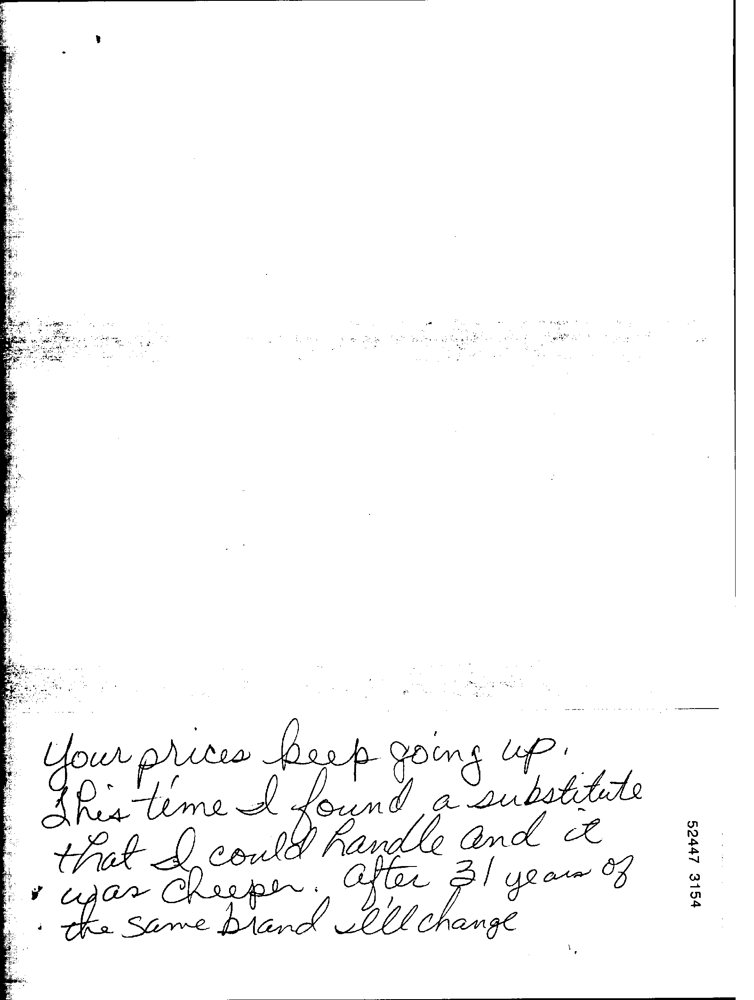 Your prices keep going up.
This time I found a substitute
that I could handle and it
was cheeper. after 31 years of
the same brand I'll change
52447 3154